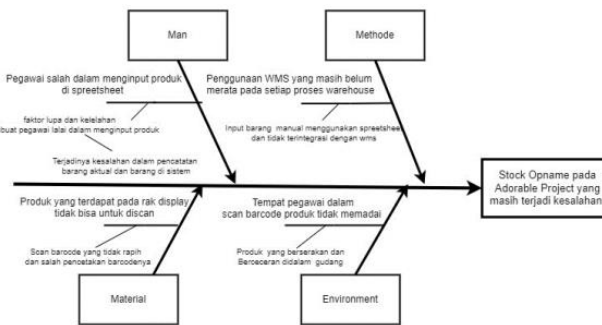 Man
Methode
Pegawai salah dalam menginput produk
di spreetsheet
Penggunaan WMS yang masih belum
merata pada setiap proses warehouse
faktor lupa dan kelelahan
buat pegawai lalai dalam menginput produk
Input barang manual menggunakan spreetsheet
dan tidak terintegrasi dengan wms
Terjadinya kesalahan dalam pencatatan
barang aktual dan barang di sistem
Stock Opname pada
Adorable Project yang
masih terjadi kesalahan
Produk yang terdapat pada rak display
tidak bisa untuk discan
Tempat pegawai dalam
scan barcode produk tidak memadai
Scan barocde yang tidak rapih
dan salah pencetakan barcodenya
Produk yang berserakan dan
Berceceran didalam gudang
Material
Environment